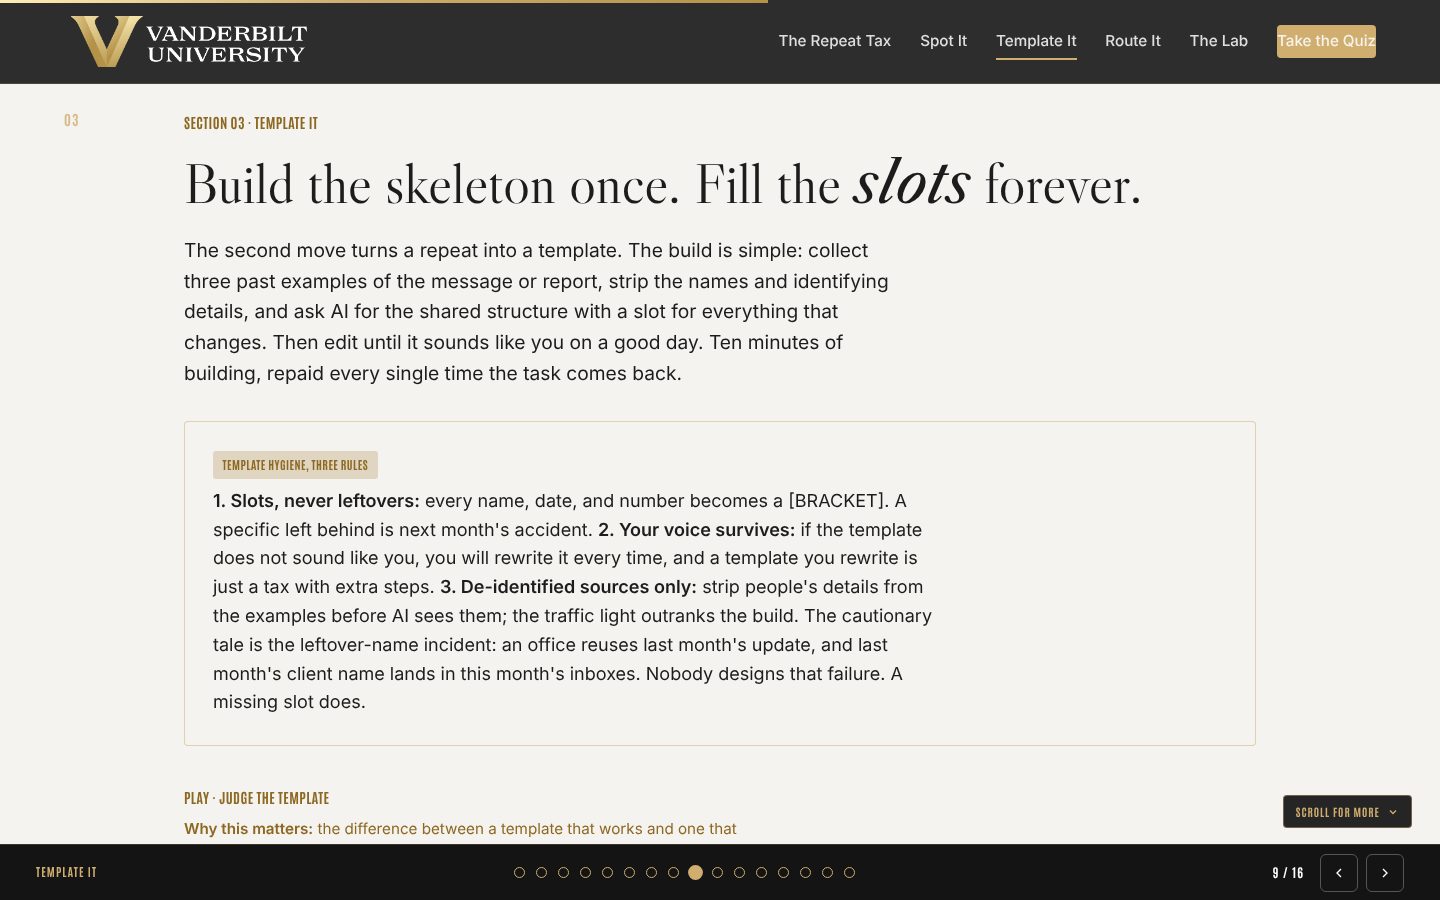 VANDERBILT
UNIVERSITY
The Repeat Tax
Spot It
Template It
Route It
The Lab
Take the Quiz
03
SECTION 03 · TEMPLATE IT
Build the skeleton once. Fill the slots forever.
The second move turns a repeat into a template. The build is simple: collect
three past examples of the message or report, strip the names and identifying
details, and ask AI for the shared structure with a slot for everything that
changes. Then edit until it sounds like you on a good day. Ten minutes of
building, repaid every single time the task comes back.
TEMPLATE HYGIENE, THREE RULES
1. Slots, never leftovers: every name, date, and number becomes a [BRACKET]. A
specific left behind is next month's accident. 2. Your voice survives: if the template
does not sound like you, you will rewrite it every time, and a template you rewrite is
just a tax with extra steps. 3. De-identified sources only: strip people's details from
the examples before AI sees them; the traffic light outranks the build. The cautionary
tale is the leftover-name incident: an office reuses last month's update, and last
month's client name lands in this month's inboxes. Nobody designs that failure. A
missing slot does.
PLAY · JUDGE THE TEMPLATE
Why this matters: the difference between a template that works and one that
SCROLL FOR MORE
TEMPLATE IT
9 / 16